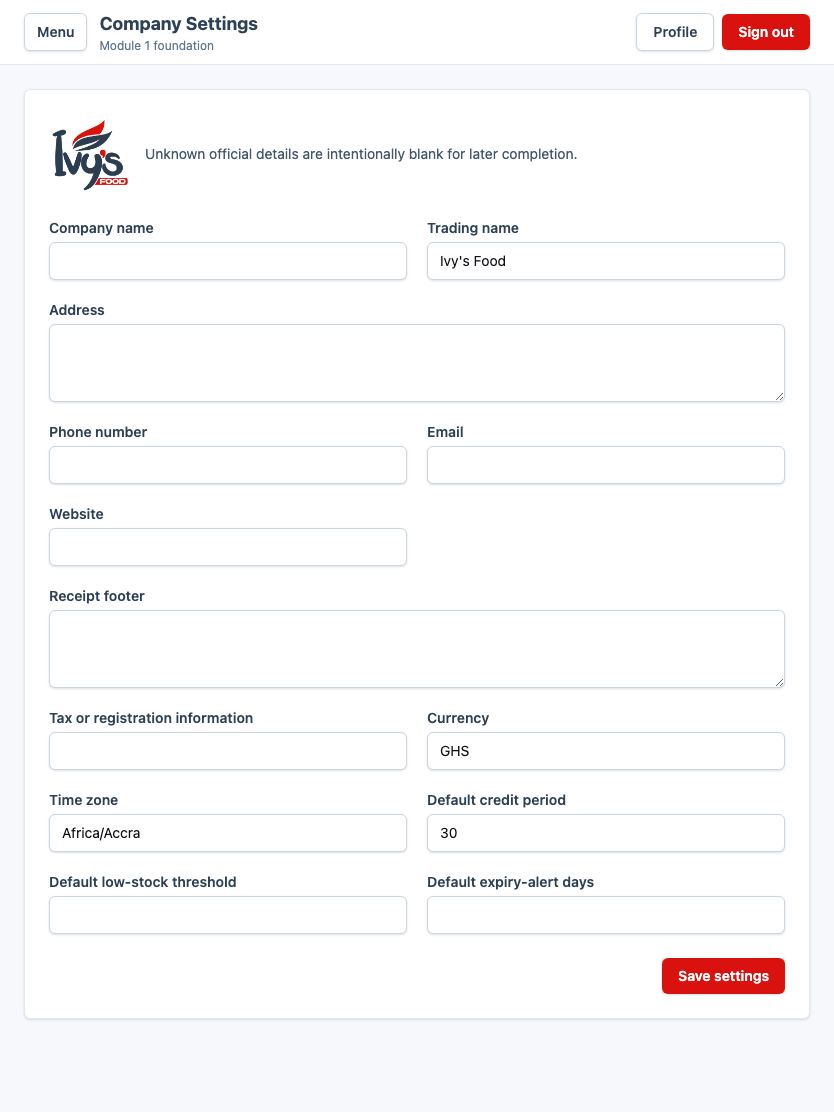 Menu
Company Settings
Module 1 foundation
Profile
Sign out
Ivy's
FOOD
Unknown official details are intentionally blank for later completion.
Company name
Trading name
Ivy's Food
Address
Phone number
Email
Website
Receipt footer
Tax or registration information
Currency
GHS
Time zone
Default credit period
Africa/Accra
30
Default low-stock threshold
Default expiry-alert days
Save settings